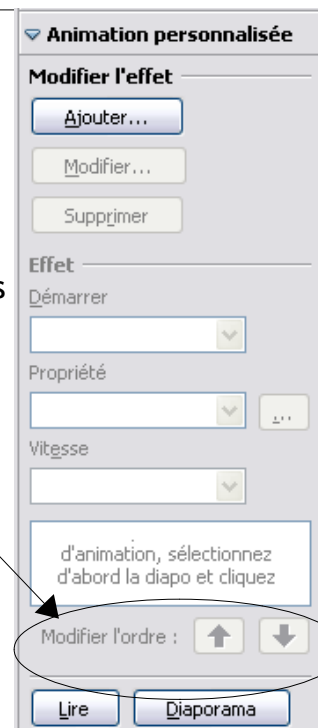 Animation personnalisée
Modifier l'effet
Ajouter...
Modifier...
Supprimer
Effet
s
Démarrer
Propriété
...
Vitesse
d'animation, sélectionnez
d'abord la diapo et cliquez
Modifier l'ordre :
Lire Diaporama